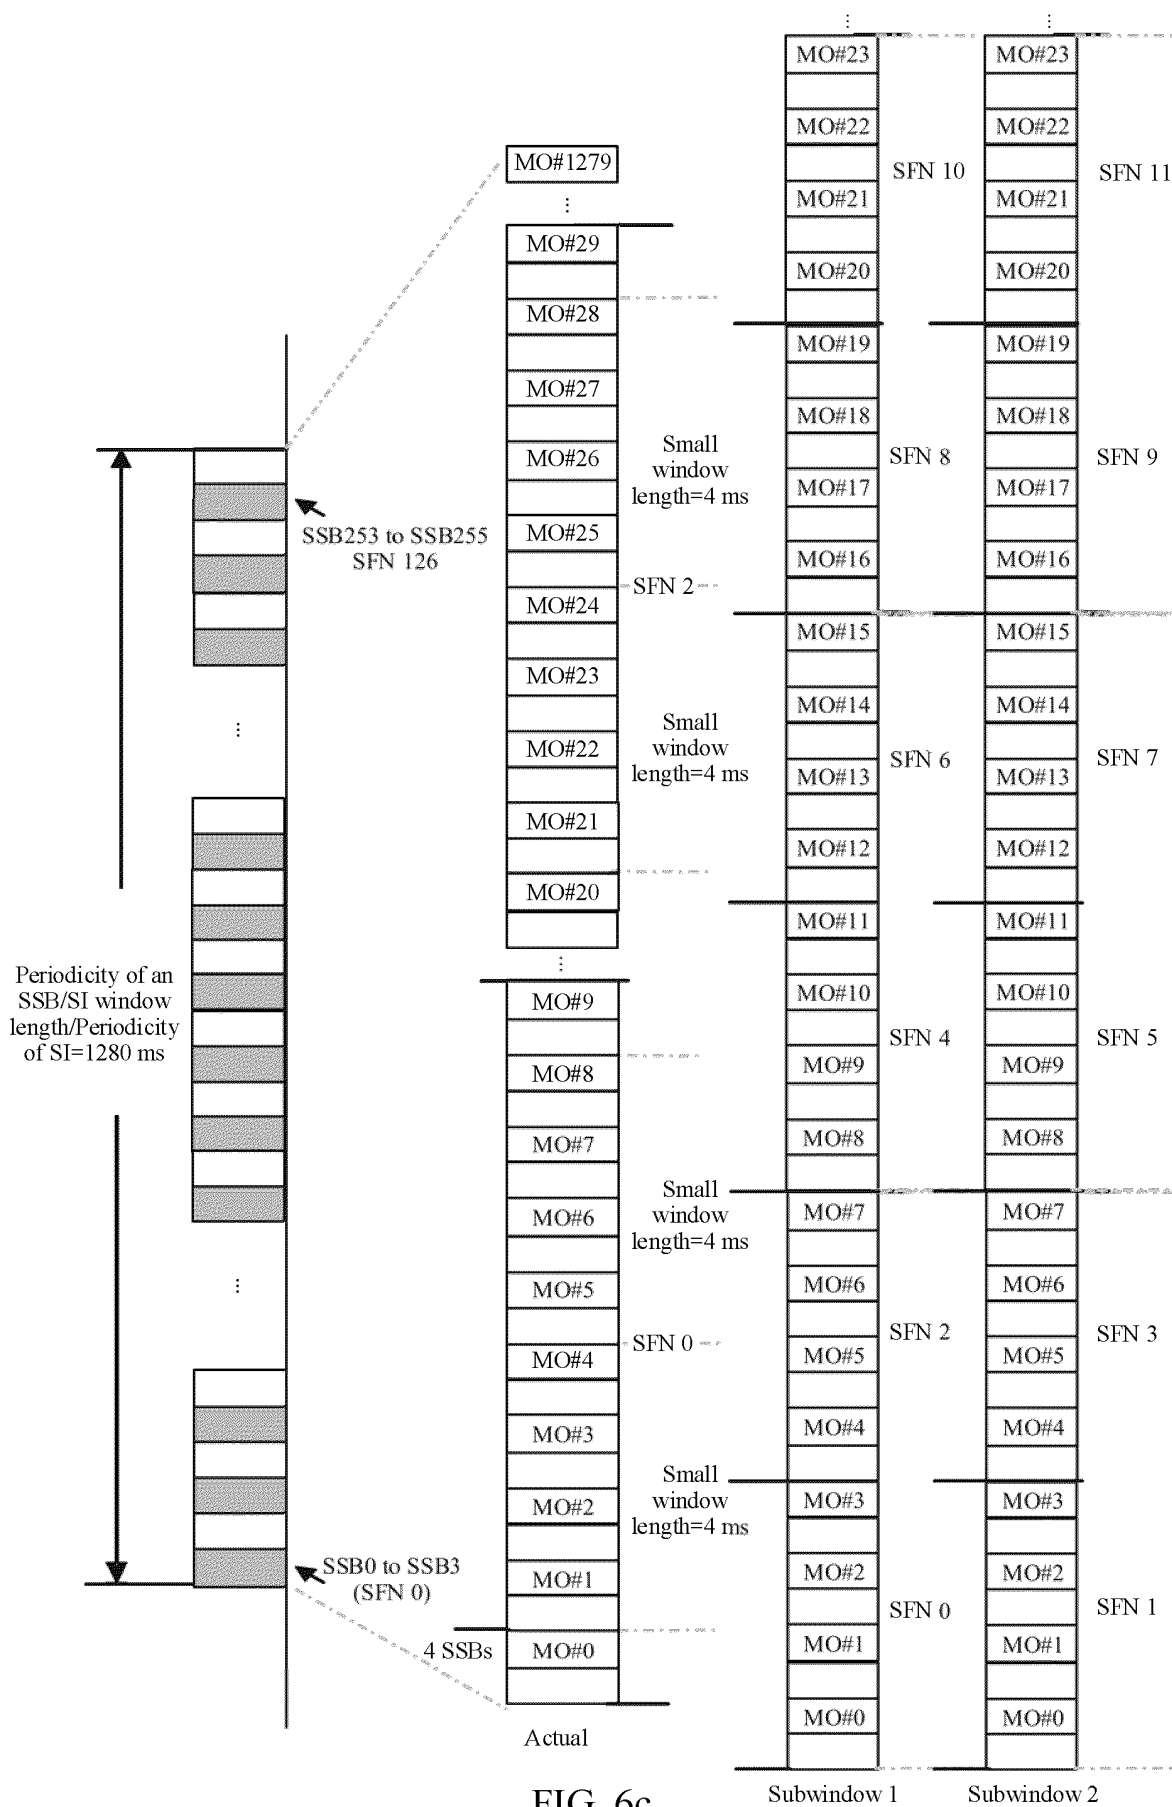 Periodicity of an
SSB/SI window
length/Periodicity
of SI=1280 ms
SSB253 to SSB255
SFN 126
SSB0 to SSB3
(SFN 0)
MO#1279
⋮
MO#29
MO#28
MO#27
MO#26
MO#25
MO#24
MO#23
MO#22
MO#21
MO#20
⋮
MO#9
MO#8
MO#7
MO#6
MO#5
MO#4
MO#3
MO#2
MO#1
4 SSBs
MO#0
Actual
Small
window
length=4 ms
SFN 2
Small
window
length=4 ms
Small
window
length=4 ms
SFN 0
Small
window
length=4 ms
MO#23
MO#22
MO#21
MO#20
MO#19
MO#18
MO#17
MO#16
MO#15
MO#14
MO#13
MO#12
MO#11
MO#10
MO#9
MO#8
MO#7
MO#6
MO#5
MO#4
MO#3
MO#2
MO#1
MO#0
Subwindow 1
SFN 10
SFN 8
SFN 6
SFN 4
SFN 2
SFN 0
MO#23
MO#22
MO#21
MO#20
MO#19
MO#18
MO#17
MO#16
MO#15
MO#14
MO#13
MO#12
MO#11
MO#10
MO#9
MO#8
MO#7
MO#6
MO#5
MO#4
MO#3
MO#2
MO#1
MO#0
Subwindow 2
SFN 11
SFN 9
SFN 7
SFN 5
SFN 3
SFN 1
FIG. 6c